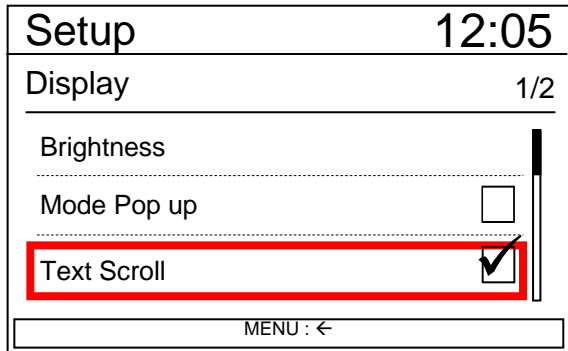 Setup 12:05
Display 1/2
Brightness
Mode Pop up
Text Scroll
MENU : ←